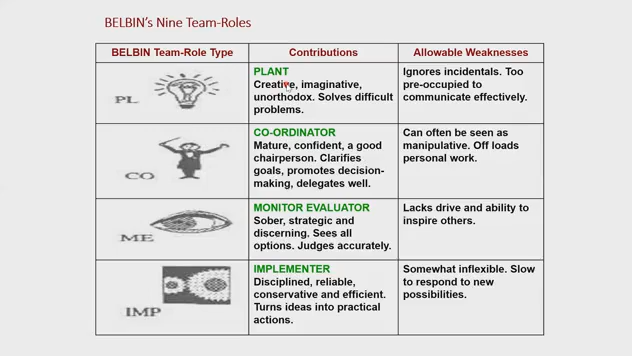 BELBIN's Nine Team-Roles
BELBIN Team-Role Type
Contributions
Allowable Weaknesses
PL
PLANT
Creative, imaginative,
unorthodox. Solves difficult
problems.
Ignores incidentals. Too
pre-occupied to
communicate effectively.
CO
CO-ORDINATOR
Mature, confident, a good
chairperson. Clarifies
goals, promotes decision-
making, delegates well.
Can often be seen as
manipulative. Off loads
personal work.
ME
MONITOR EVALUATOR
Sober, strategic and
discerning. Sees all
options. Judges accurately.
Lacks drive and ability to
inspire others.
IMP
IMPLEMENTER
Disciplined, reliable,
conservative and efficient.
Turns ideas into practical
actions.
Somewhat inflexible. Slow
to respond to new
possibilities.